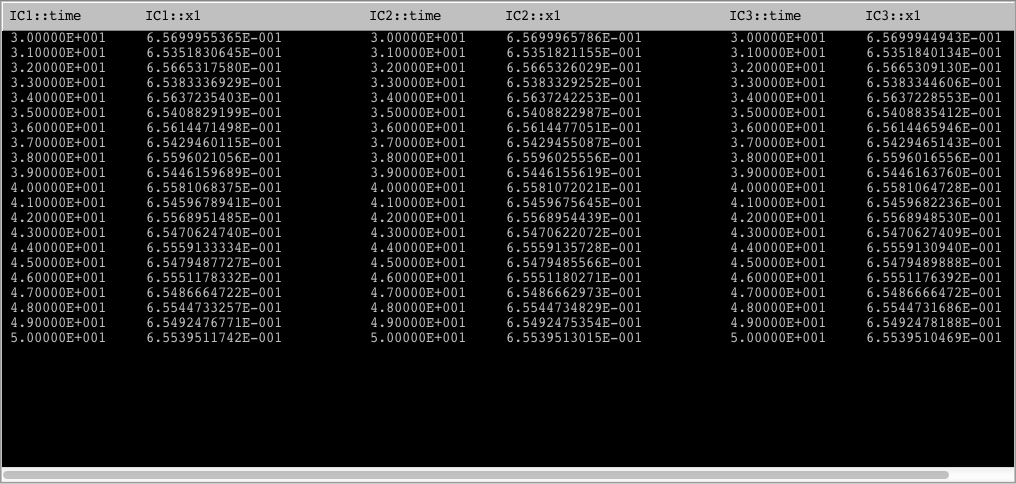 IC1::time IC1::x1 IC2::time IC2::x1 IC3::time IC3::x1
3.00000E+001 6.5699955365E-001 3.00000E+001 6.5699965786E-001 3.00000E+001 6.5699944943E-001
3.10000E+001 6.5351830645E-001 3.10000E+001 6.5351821155E-001 3.10000E+001 6.5351840134E-001
3.20000E+001 6.5665317580E-001 3.20000E+001 6.5665326029E-001 3.20000E+001 6.5665309130E-001
3.30000E+001 6.5383336929E-001 3.30000E+001 6.5383329252E-001 3.30000E+001 6.5383344606E-001
3.40000E+001 6.5637235403E-001 3.40000E+001 6.5637242253E-001 3.40000E+001 6.5637228553E-001
3.50000E+001 6.5408829199E-001 3.50000E+001 6.5408822987E-001 3.50000E+001 6.5408835412E-001
3.60000E+001 6.5614471498E-001 3.60000E+001 6.5614477051E-001 3.60000E+001 6.5614465946E-001
3.70000E+001 6.5429460115E-001 3.70000E+001 6.5429455087E-001 3.70000E+001 6.5429465143E-001
3.80000E+001 6.5596021056E-001 3.80000E+001 6.5596025556E-001 3.80000E+001 6.5596016556E-001
3.90000E+001 6.5446159689E-001 3.90000E+001 6.5446155619E-001 3.90000E+001 6.5446163760E-001
4.00000E+001 6.5581068375E-001 4.00000E+001 6.5581072021E-001 4.00000E+001 6.5581064728E-001
4.10000E+001 6.5459678941E-001 4.10000E+001 6.5459675645E-001 4.10000E+001 6.5459682236E-001
4.20000E+001 6.5568951485E-001 4.20000E+001 6.5568954439E-001 4.20000E+001 6.5568948530E-001
4.30000E+001 6.5470624740E-001 4.30000E+001 6.5470622072E-001 4.30000E+001 6.5470627409E-001
4.40000E+001 6.5559133334E-001 4.40000E+001 6.5559135728E-001 4.40000E+001 6.5559130940E-001
4.50000E+001 6.5479487727E-001 4.50000E+001 6.5479485566E-001 4.50000E+001 6.5479489888E-001
4.60000E+001 6.5551178332E-001 4.60000E+001 6.5551180271E-001 4.60000E+001 6.5551176392E-001
4.70000E+001 6.5486664722E-001 4.70000E+001 6.5486662973E-001 4.70000E+001 6.5486666472E-001
4.80000E+001 6.5544733257E-001 4.80000E+001 6.5544734829E-001 4.80000E+001 6.5544731686E-001
4.90000E+001 6.5492476771E-001 4.90000E+001 6.5492475354E-001 4.90000E+001 6.5492478188E-001
5.00000E+001 6.5539511742E-001 5.00000E+001 6.5539513015E-001 5.00000E+001 6.5539510469E-001